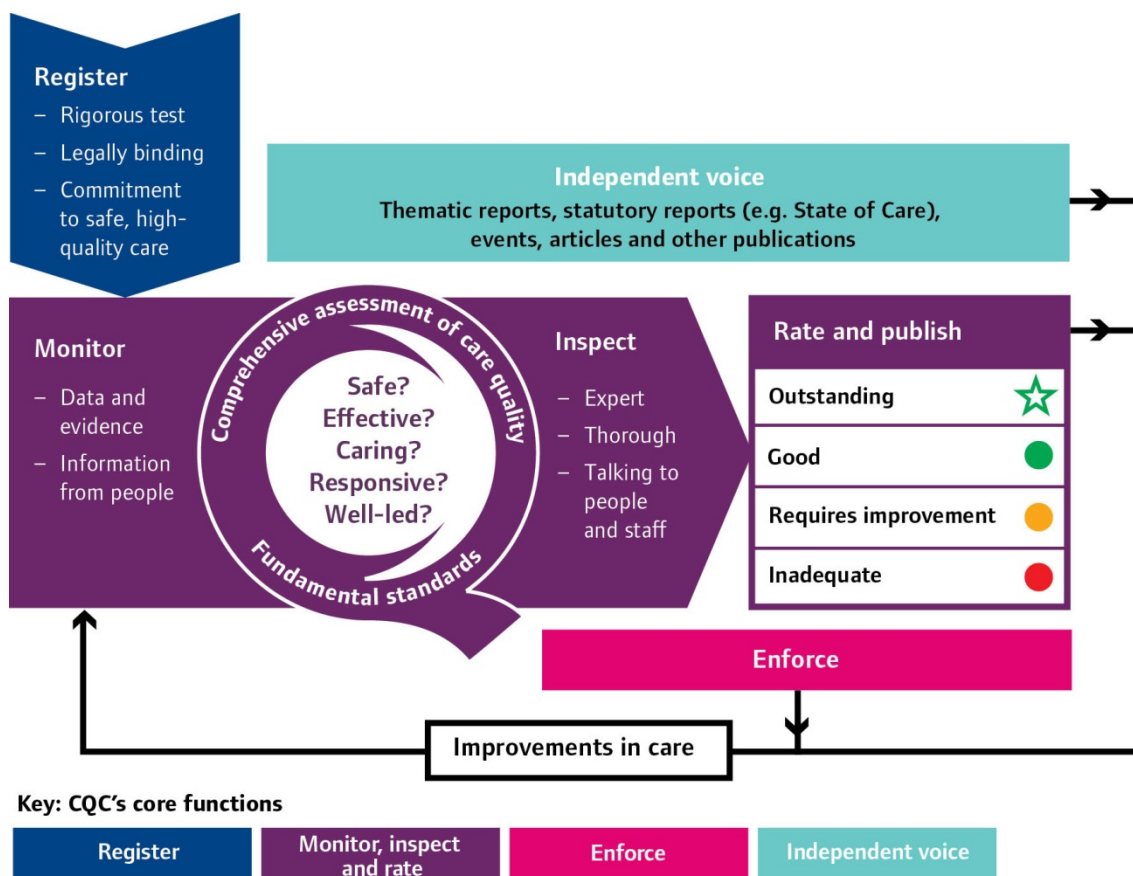 Register
– Rigorous test
– Legally binding
– Commitment
to safe, high-
quality care
Independent voice
Thematic reports, statutory reports (e.g. State of Care),
events, articles and other publications
Monitor
– Data and
evidence
– Information
from people
Comprehensive assessment of care quality
Safe?
Effective?
Caring?
Responsive?
Well-led?
Fundamental standards
Inspect
– Expert
– Thorough
– Talking to
people
and staff
Rate and publish
Outstanding
Good
Requires improvement
Inadequate
Enforce
Improvements in care
Key: CQC's core functions
Register
Monitor, inspect
and rate
Enforce
Independent voice